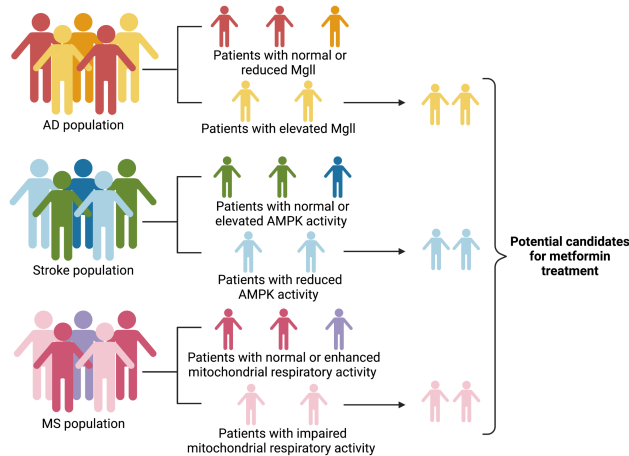 Patients with normal or
reduced Mgll
AD population
Patients with elevated Mgll
Patients with normal or
elevated AMPK activity
Stroke population
Patients with reduced
AMPK activity
Potential candidates
for metformin
treatment
Patients with normal or enhanced
mitochondrial respiratory activity
MS population
Patients with impaired
mitochondrial respiratory activity